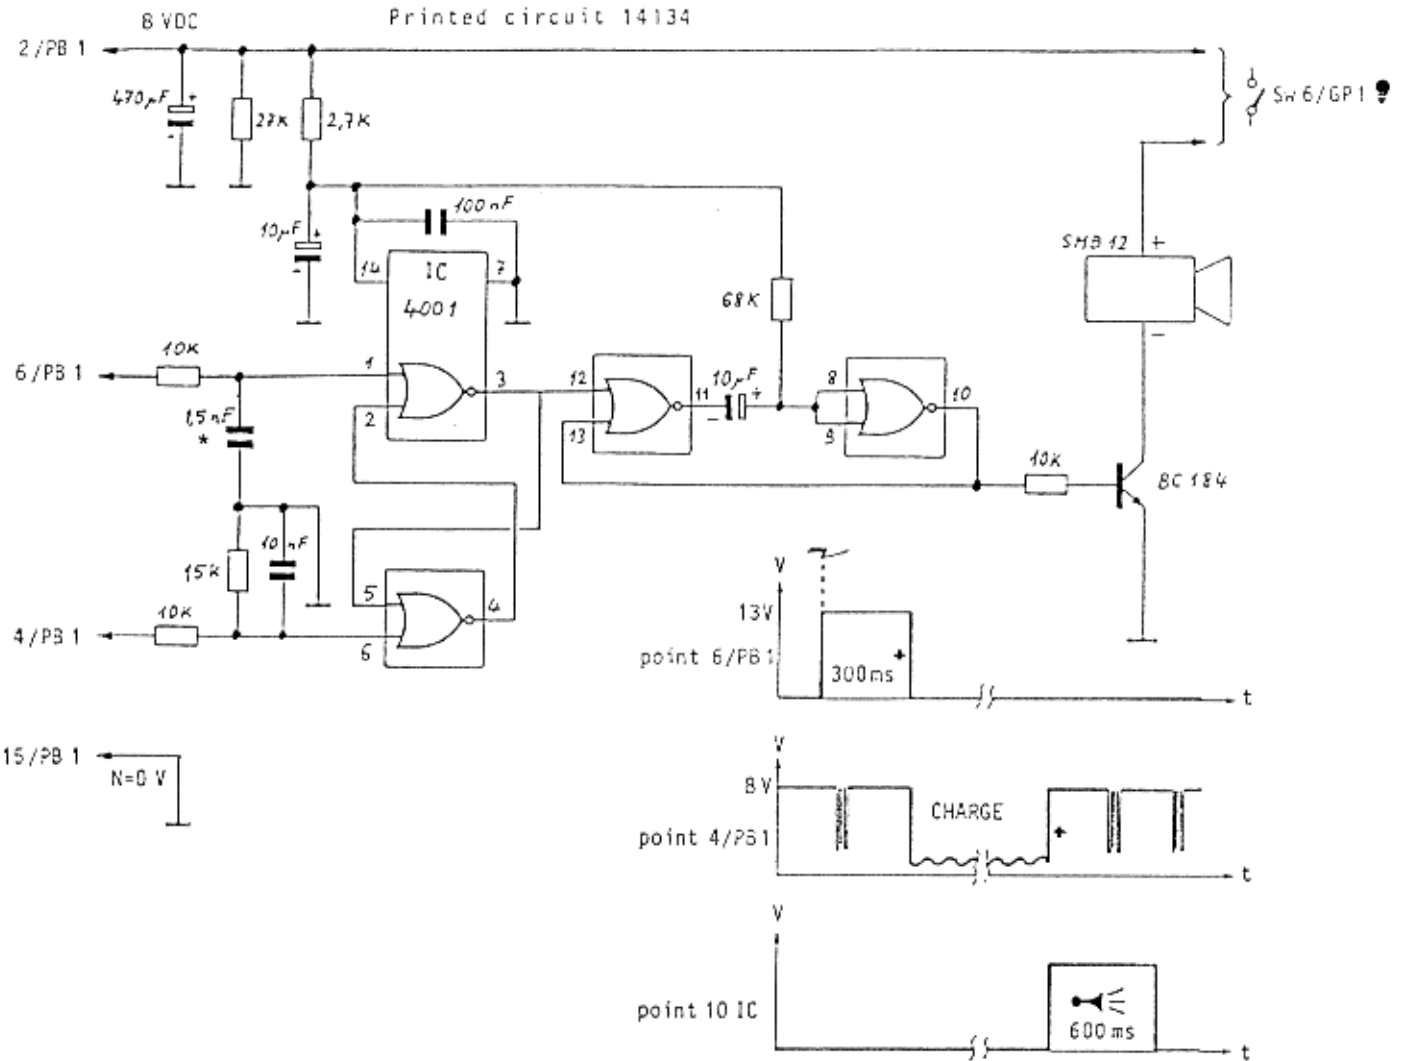 Printed circuit 14134
8 VDC
2/PB 1
470µF
+
-
27K
2,7K
Sw6/GP1
10µF
+
-
100nF
14
IC
7
4001
68K
SMB 12
+
-
6/PB 1
10K
1
2
3
1,5nF
*
12
13
11
10µF
-
+
8
9
10
10K
BC 184
15K
10nF
10K
4/PB 1
5
6
4
15/PB 1
N=0 V
V
13V
point 6/PB1
+
300ms
t
V
8V
point 4/PB1
CHARGE
+
t
V
point 10 IC
600ms
t